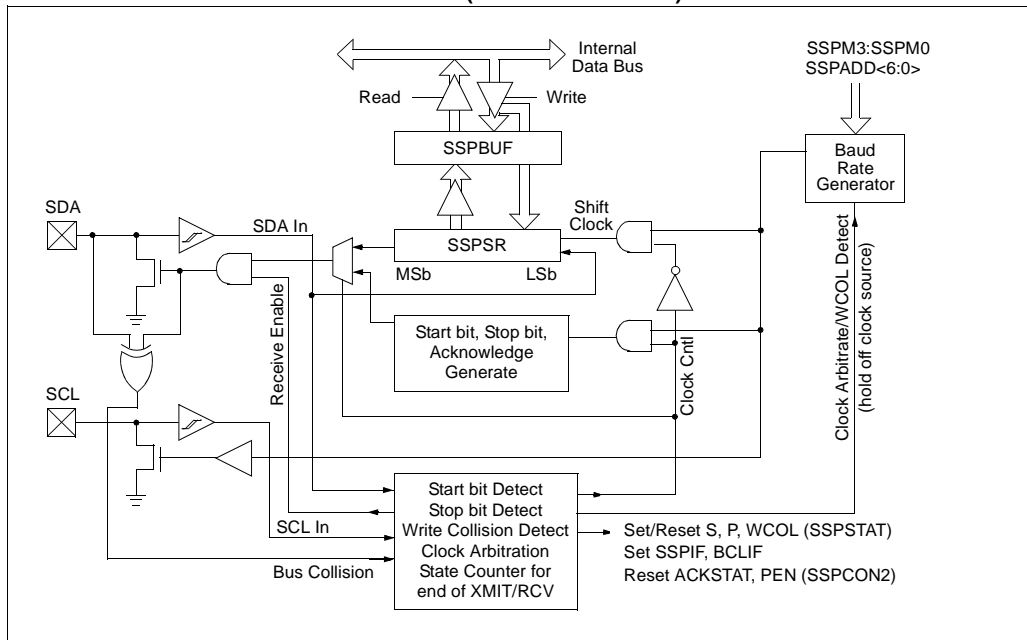 Internal
Data Bus
SSPM3:SSPM0
SSPADD<6:0>
Read
Write
SSPBUF
Baud
Rate
Generator
SDA
SDA In
Shift
Clock
SSPSR
MSb
LSb
Start bit, Stop bit,
Acknowledge
Generate
Receive Enable
Clock Cntl
Clock Arbitrate/WCOL Detect
(hold off clock source)
SCL
SCL In
Bus Collision
Start bit Detect
Stop bit Detect
Write Collision Detect
Clock Arbitration
State Counter for
end of XMIT/RCV
Set/Reset S, P, WCOL (SSPSTAT)
Set SSPIF, BCLIF
Reset ACKSTAT, PEN (SSPCON2)